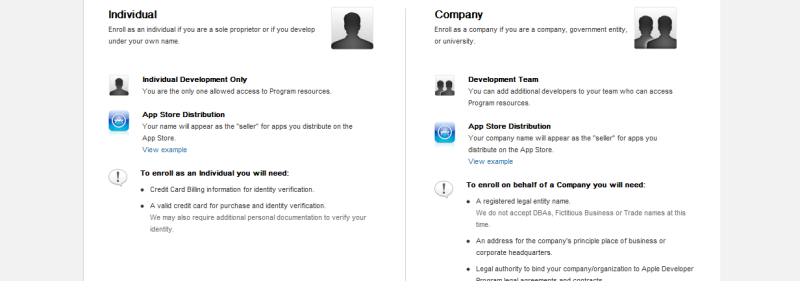 Individual
Enroll as an individual if you are a sole proprietor or if you develop
under your own name.
Individual Development Only
You are the only one allowed access to Program resources.
App Store Distribution
Your name will appear as the "seller" for apps you distribute on the
App Store.
View example
To enroll as an Individual you will need:
Credit Card Billing information for identity verification.
A valid credit card for purchase and identity verification.
We may also require additional personal documentation to verify your
identity.
Company
Enroll as a company if you are a company, government entity,
or university.
Development Team
You can add additional developers to your team who can access
Program resources.
App Store Distribution
Your company name will appear as the "seller" for apps you
distribute on the App Store.
View example
To enroll on behalf of a Company you will need:
A registered legal entity name.
We do not accept DBAs, Fictitious Business or Trade names at this
time.
An address for the company's principle place of business or
corporate headquarters.
Legal authority to bind your company/organization to Apple Developer
Program legal agreements and contracts.